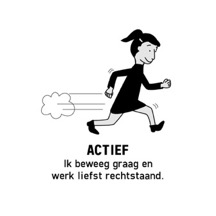 ACTIEF
Ik beweeg graag en
werk liefst rechtstaand.